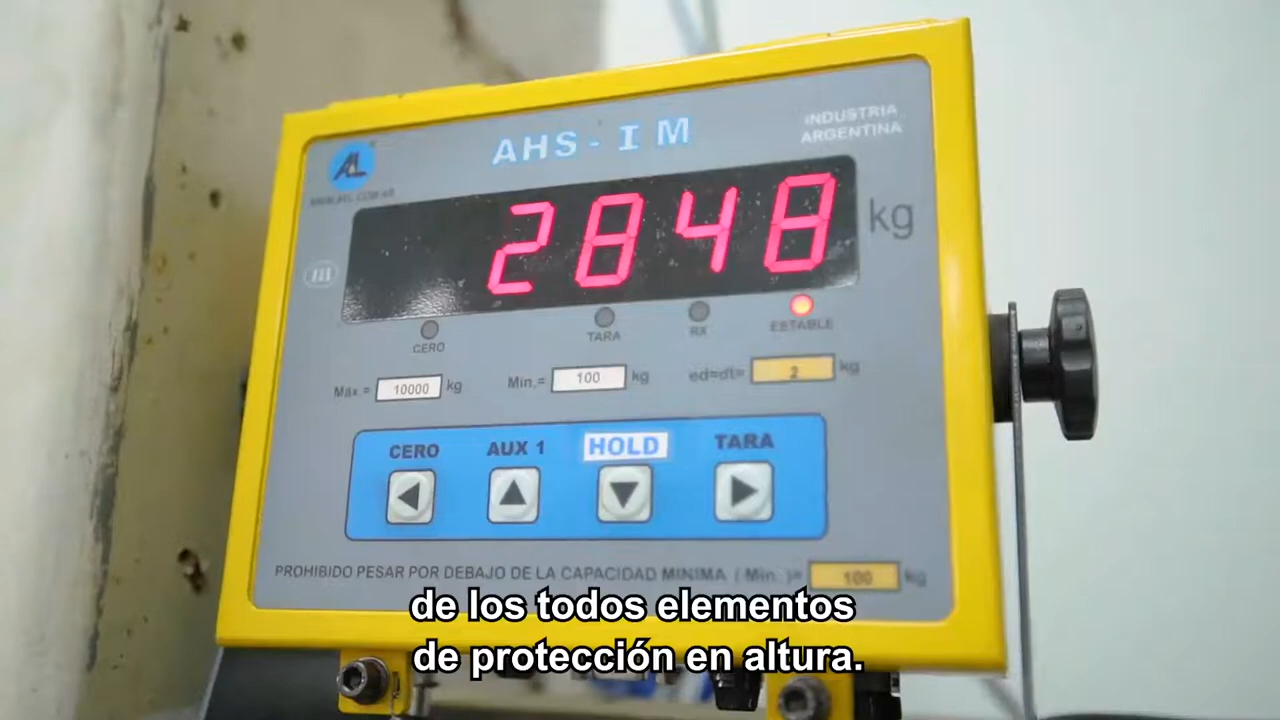 AHS-IM
INDUSTRIA
ARGENTINA
AL
2848 kg
III
CERO TARA RX ESTABLE
Máx.= 10000 kg Min.= 100 kg ed=dt= 2 kg
CERO AUX 1 HOLD TARA
PROHIBIDO PESAR POR DEBAJO DE LA CAPACIDAD MINIMA ( Min. )= 100 kg
de los todos elementos
de protección en altura.